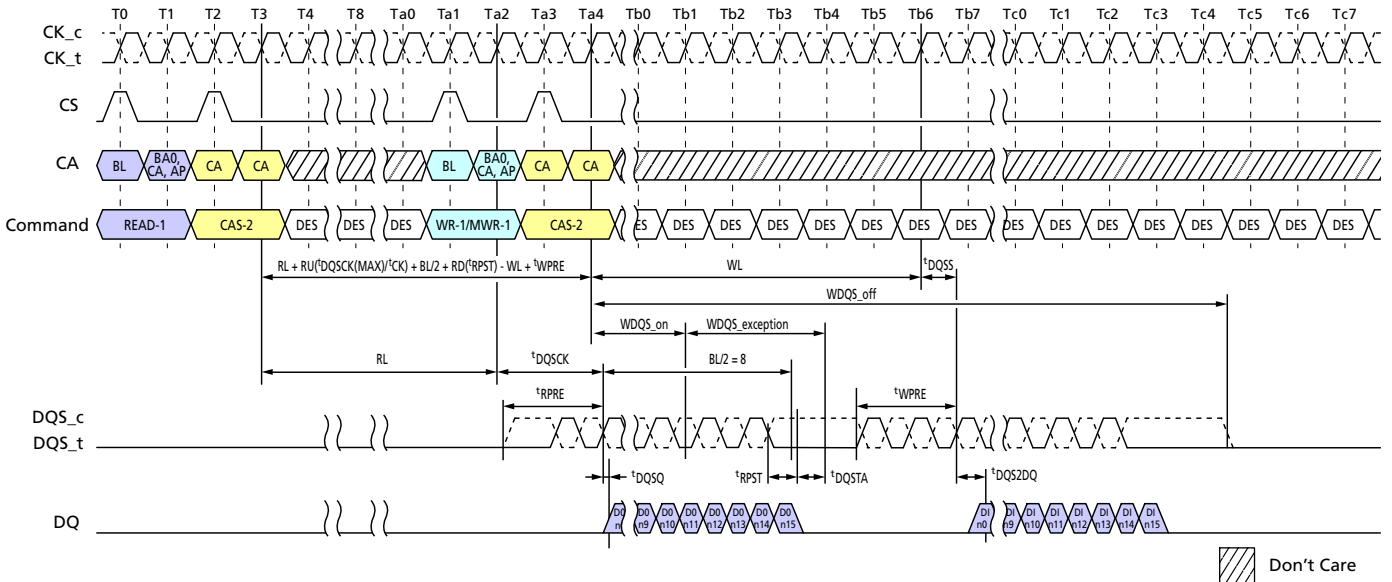 T0 T1 T2 T3 T4 T8 Ta0 Ta1 Ta2 Ta3 Ta4 Tb0 Tb1 Tb2 Tb3 Tb4 Tb5 Tb6 Tb7 Tc0 Tc1 Tc2 Tc3 Tc4 Tc5 Tc6 Tc7
CK_c
CK_t
CS
CA BL BA0, CA, AP CA CA BL BA0, CA, AP CA CA
Command READ-1 CAS-2 DES DES DES WR-1/MWR-1 CAS-2 ES DES DES DES DES DES DES DES DES DES DES DES DES DES DES DES
RL + RU(tDQSCK(MAX)/tCK) + BL/2 + RD(tRPST) - WL + tWPRE WL tDQSS
WDQS_off
WDQS_on WDQS_exception
RL tDQSCK BL/2 = 8
tRPRE tWPRE
DQS_c
DQS_t
tDQSQ tRPST tDQSTA tDQS2DQ
DQ D0 n D0 n9 D0 n10 D0 n11 D0 n12 D0 n13 D0 n14 D0 n15 DI n0 DI n9 DI n10 DI n11 DI n12 DI n13 DI n14 DI n15
Don't Care